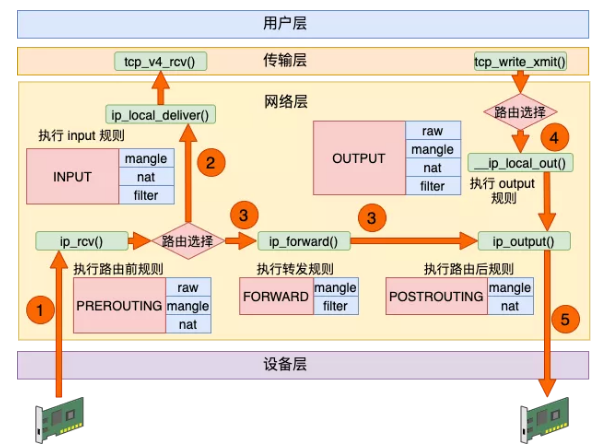 用户层
传输层
tcp_v4_rcv()
tcp_write_xmit()
网络层
ip_local_deliver()
路由选择
执行 input 规则
2
4
INPUT
mangle
nat
filter
OUTPUT
raw
mangle
nat
filter
__ip_local_out()
执行 output
规则
ip_rcv()
路由选择
3
ip_forward()
3
ip_output()
1
执行路由前规则
PREROUTING
raw
mangle
nat
执行转发规则
FORWARD
mangle
filter
执行路由后规则
POSTROUTING
mangle
nat
5
设备层